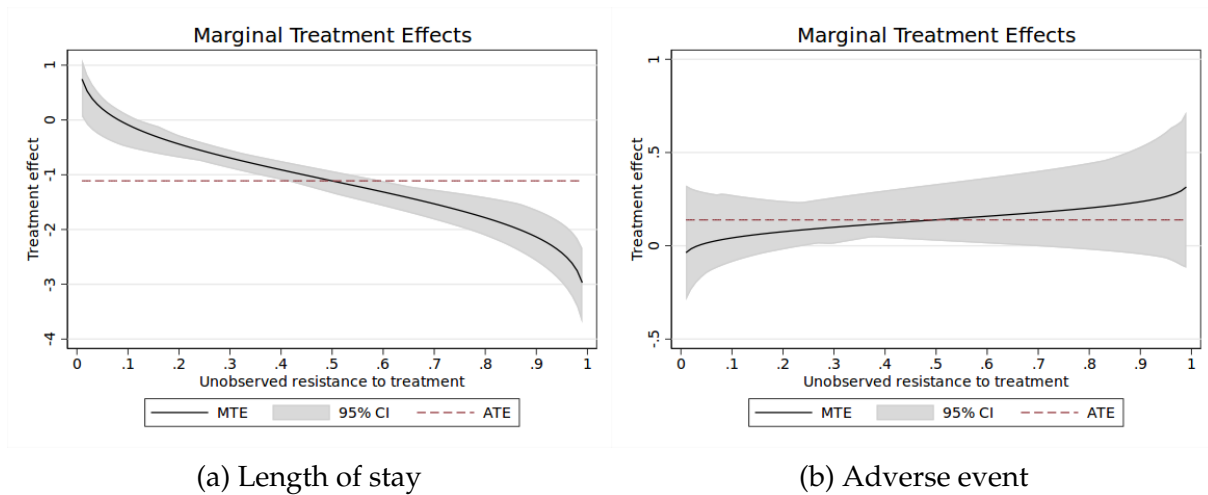 Marginal Treatment Effects
Treatment effect
1
0
-1
-2
-3
-4
0 .1 .2 .3 .4 .5 .6 .7 .8 .9 1
Unobserved resistance to treatment
MTE 95% CI ATE
(a) Length of stay
Marginal Treatment Effects
Treatment effect
1
.5
0
-.5
0 .1 .2 .3 .4 .5 .6 .7 .8 .9 1
Unobserved resistance to treatment
MTE 95% CI ATE
(b) Adverse event